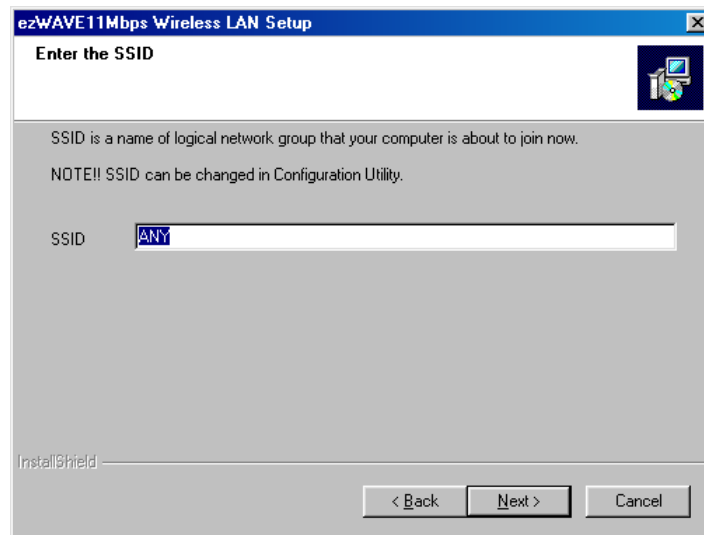 ezWAVE11Mbps Wireless LAN Setup
Enter the SSID
SSID is a name of logical network group that your computer is about to join now.
NOTE!! SSID can be changed in Configuration Utility.
SSID ANY
InstallShield
< Back Next > Cancel